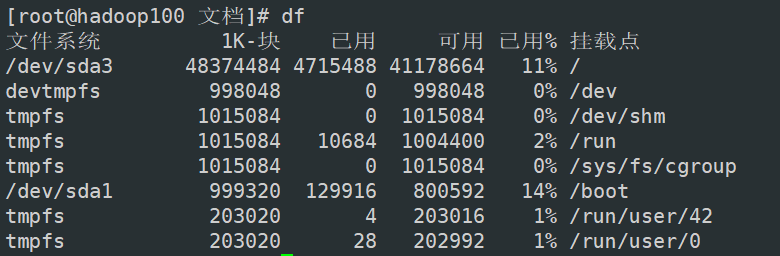 [root@hadoop100 文档]# df
文件系统 1K-块 已用 可用 已用% 挂载点
/dev/sda3 48374484 4715488 41178664 11% /
devtmpfs 998048 0 998048 0% /dev
tmpfs 1015084 0 1015084 0% /dev/shm
tmpfs 1015084 10684 1004400 2% /run
tmpfs 1015084 0 1015084 0% /sys/fs/cgroup
/dev/sda1 999320 129916 800592 14% /boot
tmpfs 203020 4 203016 1% /run/user/42
tmpfs 203020 28 202992 1% /run/user/0